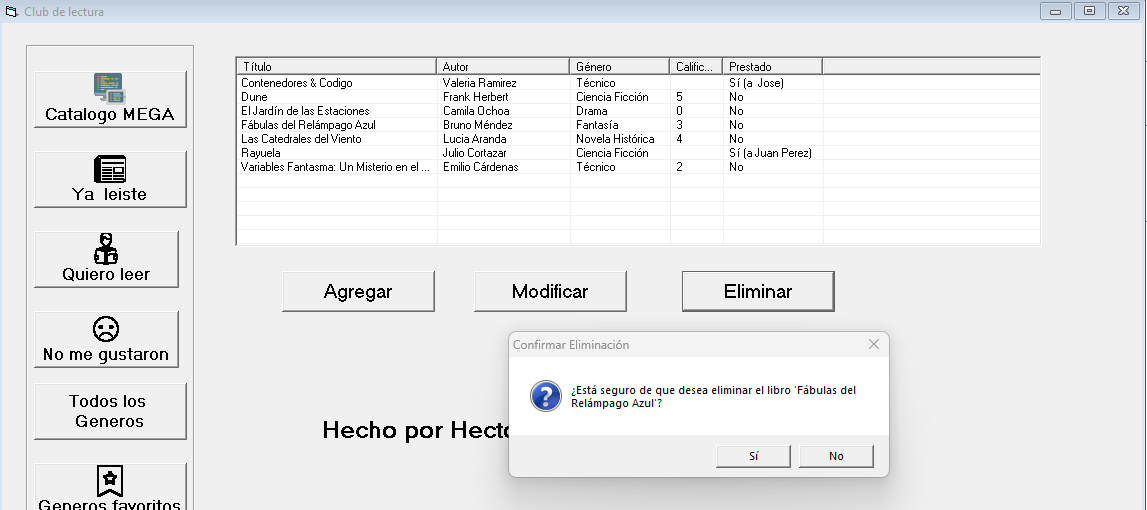 Club de lectura
Catalogo MEGA
Ya leiste
Quiero leer
No me gustaron
Todos los
Generos
Generos favoritos
Título Autor Género Calific... Prestado
Contenedores & Codigo Valeria Ramirez Técnico Sí (a Jose)
Dune Frank Herbert Ciencia Ficción 5 No
El Jardín de las Estaciones Camila Ochoa Drama 0 No
Fábulas del Relámpago Azul Bruno Méndez Fantasía 3 No
Las Catedrales del Viento Lucia Aranda Novela Histórica 4 No
Rayuela Julio Cortazar Ciencia Ficción Sí (a Juan Perez)
Variables Fantasma: Un Misterio en el ... Emilio Cárdenas Técnico 2 No
Agregar Modificar Eliminar
Confirmar Eliminación
¿Está seguro de que desea eliminar el libro 'Fábulas del
Relámpago Azul'?
Sí No
Hecho por Hecto